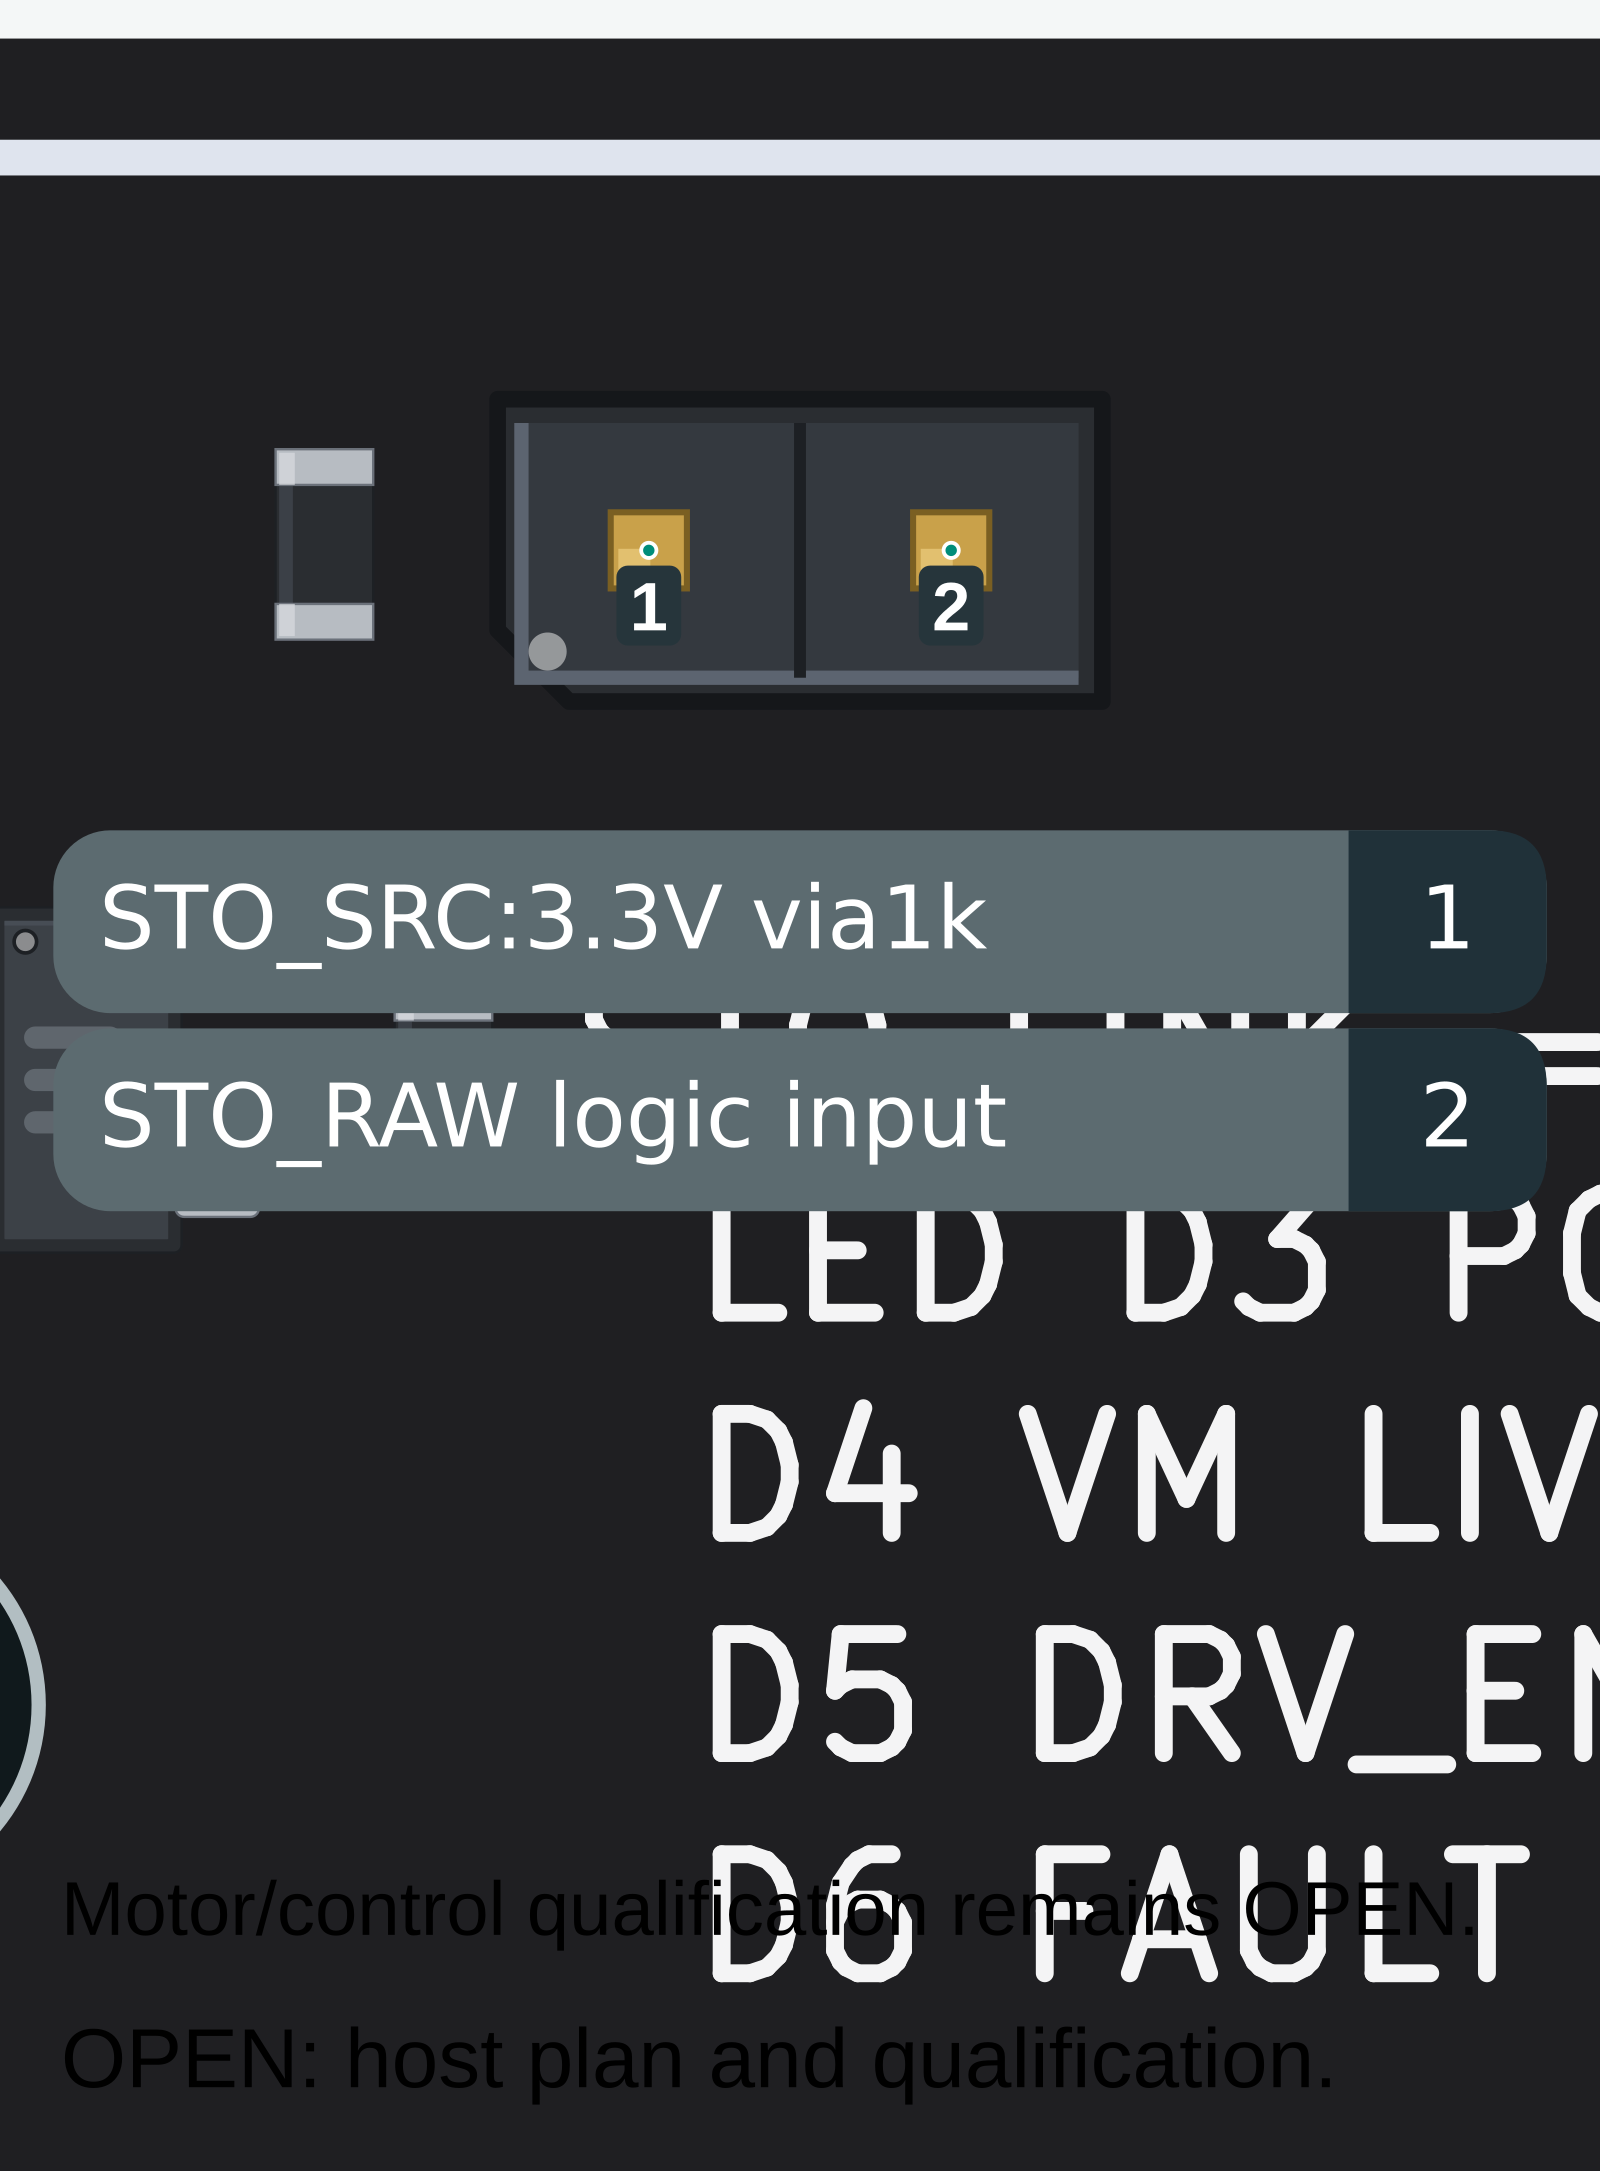 1 2
STO_SRC:3.3V via1k 1
STO_RAW logic input 2
LED D3
D4 VM
D5
D6 FAULT
Motor/control qualification remains OPEN.
OPEN: host plan and qualification.